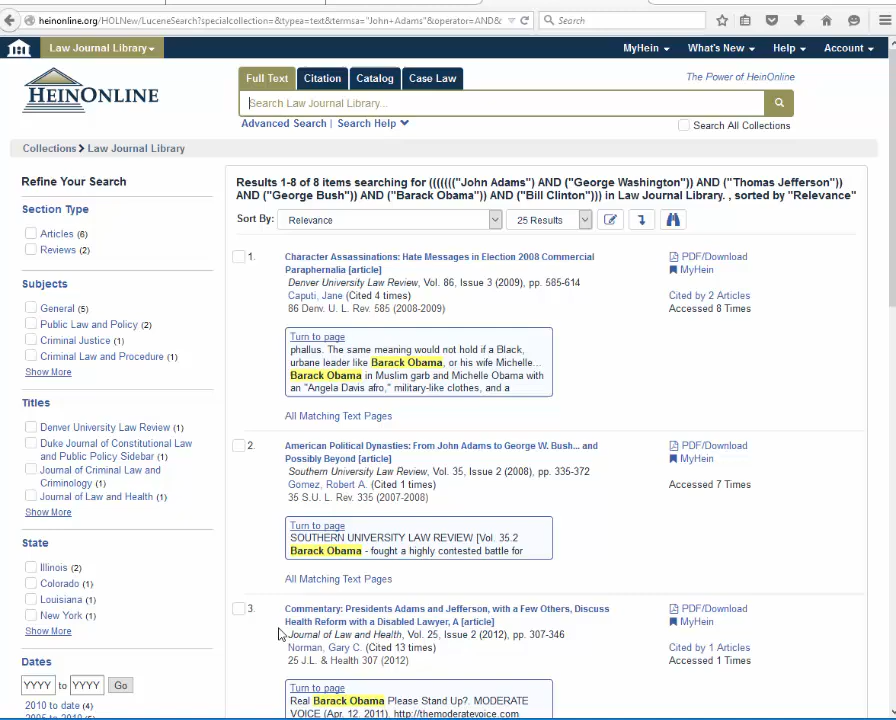 heinonline.org/HOLNew/LuceneSearch?specialcollection=&typea=text&termsa="John+Adams"&operator=AND&
Search
Law Journal Library
MyHein
What's New
Help
Account
HEINONLINE
Full Text
Citation
Catalog
Case Law
The Power of HeinOnline
Search Law Journal Library...
Advanced Search | Search Help
Search All Collections
Collections > Law Journal Library
Refine Your Search
Section Type
Articles (6)
Reviews (2)
Subjects
General (5)
Public Law and Policy (2)
Criminal Justice (1)
Criminal Law and Procedure (1)
Show More
Titles
Denver University Law Review (1)
Duke Journal of Constitutional Law
and Public Policy Sidebar (1)
Journal of Criminal Law and
Criminology (1)
Journal of Law and Health (1)
Show More
State
Illinois (2)
Colorado (1)
Louisiana (1)
New York (1)
Show More
Dates
YYYY to YYYY Go
2010 to date (4)
Results 1-8 of 8 items searching for ((((((("John Adams") AND ("George Washington")) AND ("Thomas Jefferson"))
AND ("George Bush")) AND ("Barack Obama")) AND ("Bill Clinton"))) in Law Journal Library. , sorted by "Relevance"
Sort By: Relevance 25 Results
1. Character Assassinations: Hate Messages in Election 2008 Commercial
Paraphernalia [article]
Denver University Law Review, Vol. 86, Issue 3 (2009), pp. 585-614
Caputi, Jane (Cited 4 times)
86 Denv. U. L. Rev. 585 (2008-2009)
PDF/Download
MyHein
Cited by 2 Articles
Accessed 8 Times
Turn to page
phallus. The same meaning would not hold if a Black,
urbane leader like Barack Obama, or his wife Michelle...
Barack Obama in Muslim garb and Michelle Obama with
an "Angela Davis afro," military-like clothes, and a
All Matching Text Pages
2. American Political Dynasties: From John Adams to George W. Bush... and
Possibly Beyond [article]
Southern University Law Review, Vol. 35, Issue 2 (2008), pp. 335-372
Gomez, Robert A. (Cited 1 times)
35 S.U. L. Rev. 335 (2007-2008)
PDF/Download
MyHein
Accessed 7 Times
Turn to page
SOUTHERN UNIVERSITY LAW REVIEW [Vol. 35.2
Barack Obama - fought a highly contested battle for
All Matching Text Pages
3. Commentary: Presidents Adams and Jefferson, with a Few Others, Discuss
Health Reform with a Disabled Lawyer, A [article]
Journal of Law and Health, Vol. 25, Issue 2 (2012), pp. 307-346
Norman, Gary C. (Cited 13 times)
25 J.L. & Health 307 (2012)
PDF/Download
MyHein
Cited by 1 Articles
Accessed 1 Times
Turn to page
Real Barack Obama Please Stand Up?. MODERATE
VOICE (Apr. 12. 2011). http://themoderatevoice.com